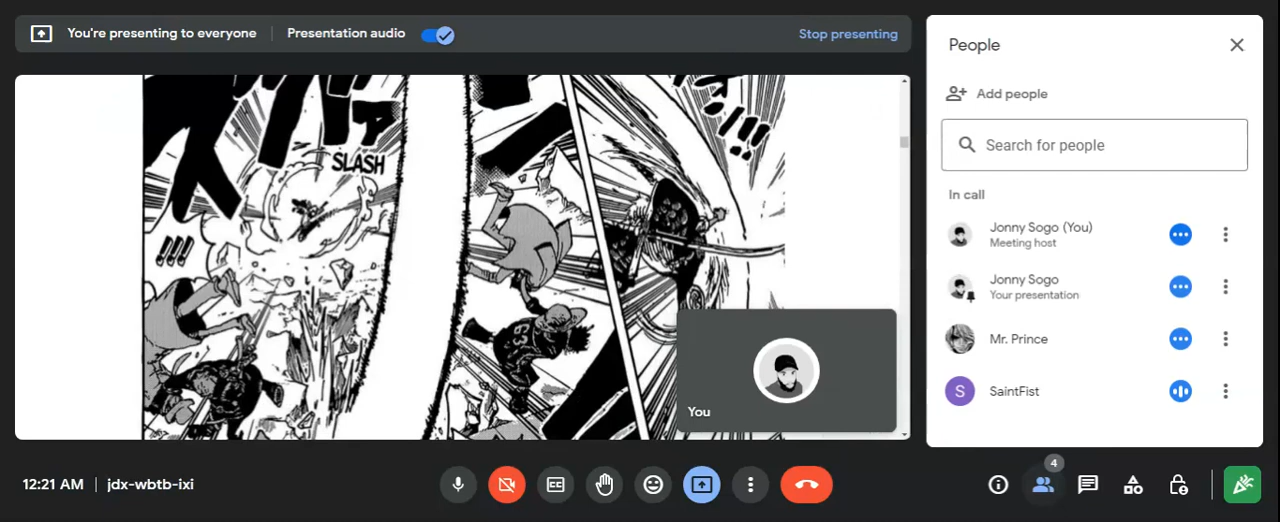 You're presenting to everyone
Presentation audio
Stop presenting
People
Add people
Search for people
In call
Jonny Sogo (You)
Meeting host
Jonny Sogo
Your presentation
Mr. Prince
S
SaintFist
SLASH
!!!
!!!
63
You
12:21 AM | jdx-wbtb-ixi
CC
4